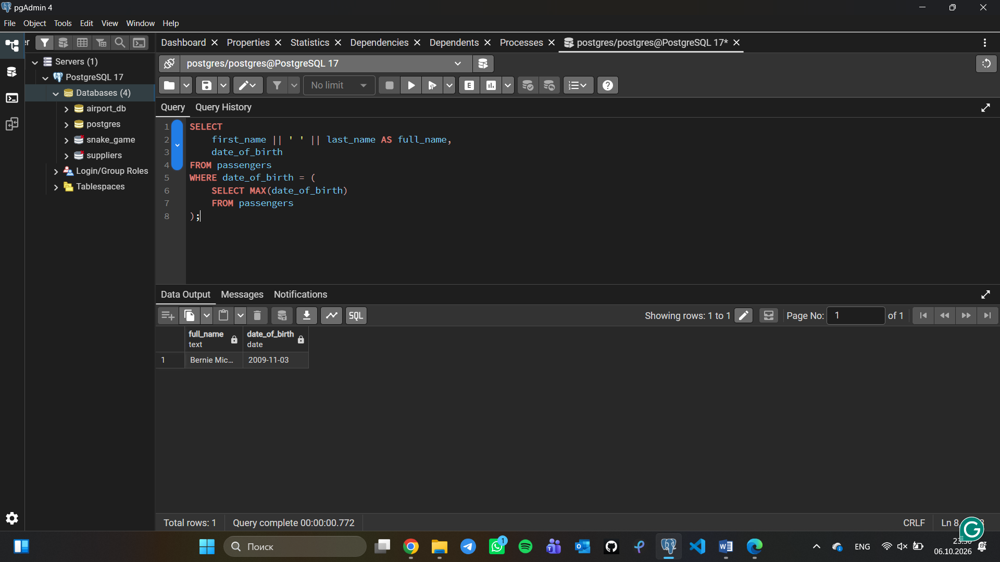 pgAdmin 4
File Object Tools Edit View Window Help
er
Dashboard Properties Statistics Dependencies Dependents Processes postgres/postgres@PostgreSQL 17*
Servers (1)
PostgreSQL 17
Databases (4)
airport_db
postgres
snake_game
suppliers
Login/Group Roles
Tablespaces
postgres/postgres@PostgreSQL 17
No limit
E
Query Query History
1 SELECT
2 first_name || ' ' || last_name AS full_name,
3 date_of_birth
4 FROM passengers
5 WHERE date_of_birth = (
6 SELECT MAX(date_of_birth)
7 FROM passengers
8 );
Data Output Messages Notifications
SQL
Showing rows: 1 to 1
Page No: 1 of 1
full_name date_of_birth
text date
1 Bernie Mic... 2009-11-03
Total rows: 1 Query complete 00:00:00.772 CRLF Ln 8,
Поиск
1
ENG
06.10.2026